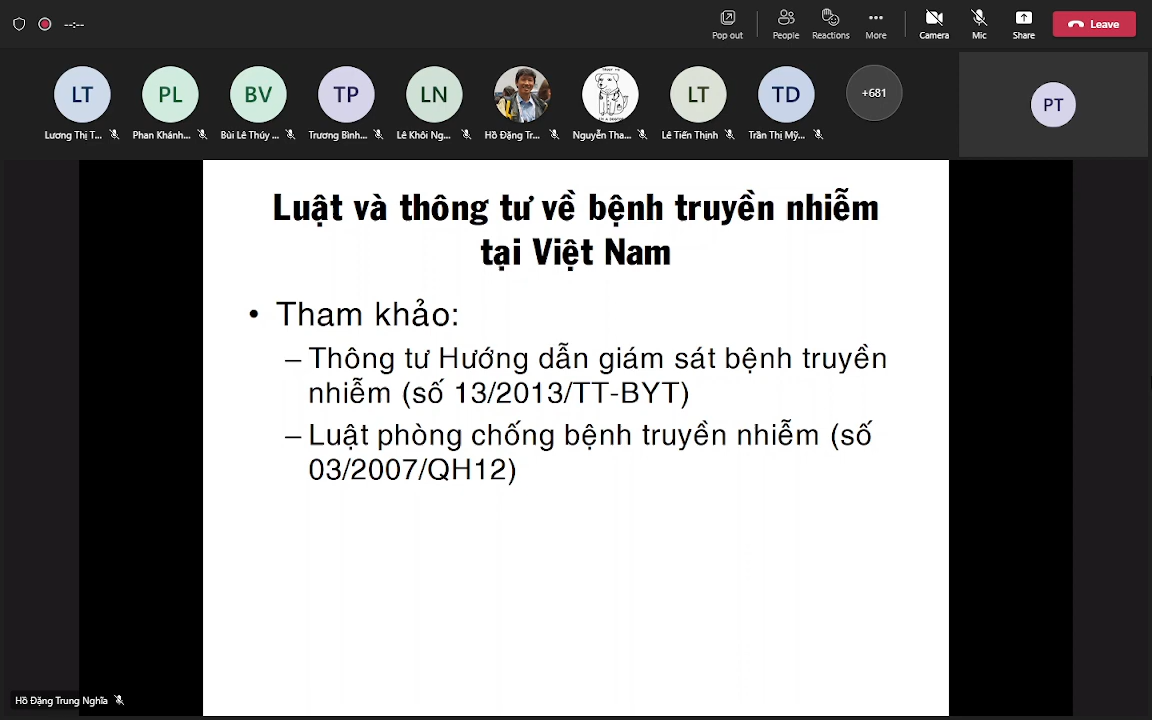 --:--
Pop out
People
Reactions
More
Camera
Mic
Share
Leave
LT
PL
BV
TP
LN
LT
TD
+681
PT
Lương Thị T...
Phan Khánh...
Bùi Lê Thúy ...
Trương Bình...
Lê Khôi Ng...
Hồ Đặng Tr...
Nguyễn Tha...
Lê Tiến Thịnh
Trần Thị Mỹ...
Luật và thông tư về bệnh truyền nhiễm
tại Việt Nam
• Tham khảo:
– Thông tư Hướng dẫn giám sát bệnh truyền
nhiễm (số 13/2013/TT-BYT)
– Luật phòng chống bệnh truyền nhiễm (số
03/2007/QH12)
Hồ Đặng Trung Nghĩa